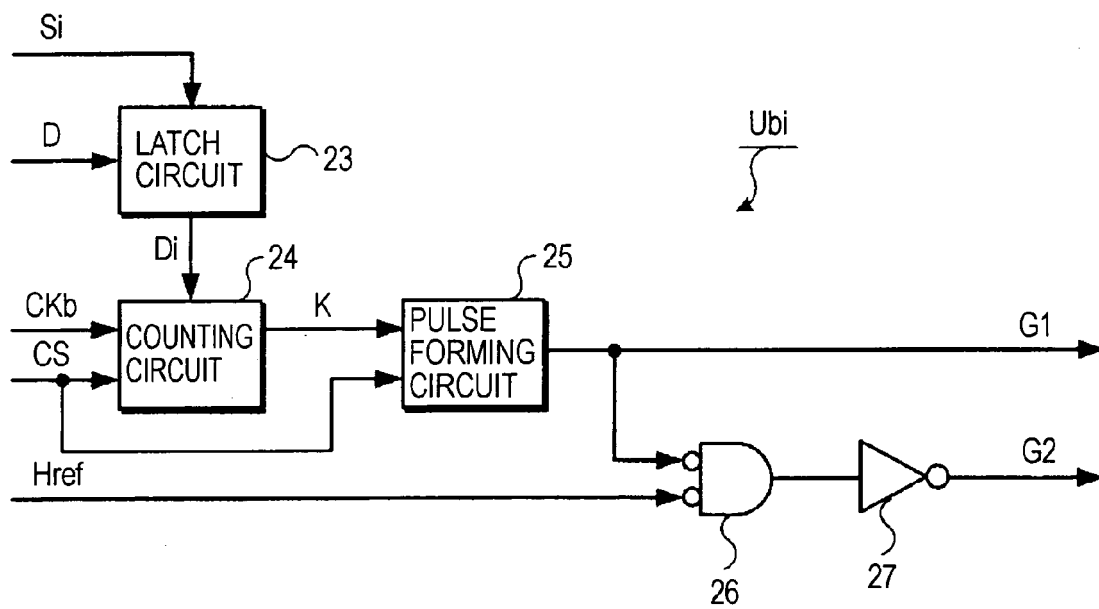 Si
D
LATCH
CIRCUIT
23
Ubi
Di
24
25
CKb
CS
COUNTING
CIRCUIT
K
PULSE
FORMING
CIRCUIT
G1
Href
G2
26
27